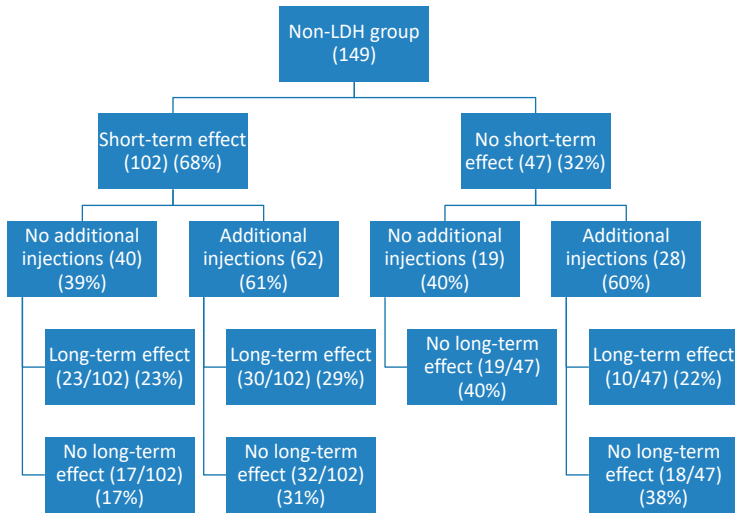 Non-LDH group
(149)
Short-term effect
(102) (68%)
No short-term
effect (47) (32%)
No additional
injections (40)
(39%)
Additional
injections (62)
(61%)
No additional
injections (19)
(40%)
Additional
injections (28)
(60%)
Long-term effect
(23/102) (23%)
Long-term effect
(30/102) (29%)
No long-term
effect (19/47)
(40%)
Long-term effect
(10/47) (22%)
No long-term
effect (17/102)
(17%)
No long-term
effect (32/102)
(31%)
No long-term
effect (18/47)
(38%)